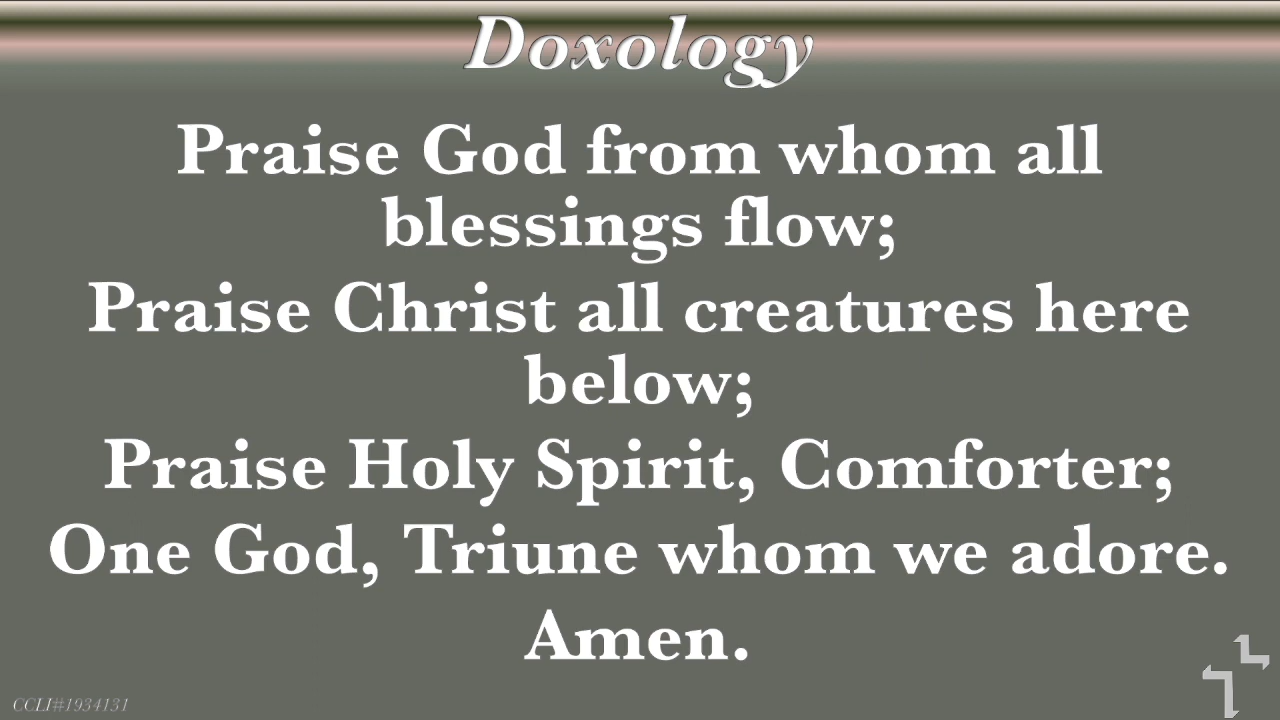 Doxology
Praise God from whom all
blessings flow;
Praise Christ all creatures here
below;
Praise Holy Spirit, Comforter;
One God, Triune whom we adore.
Amen.
CCLI#1934131